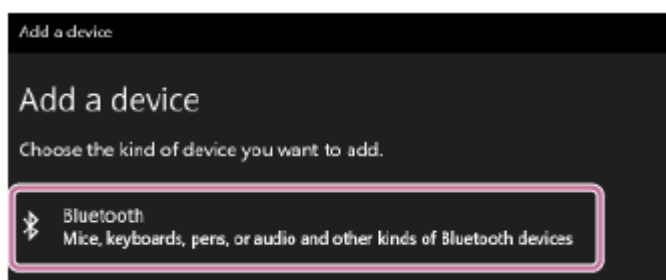 Add a device
Add a device
Choose the kind of device you want to add.
Bluetooth
Mice, keyboards, pens, or audio and other kinds of Bluetooth devices